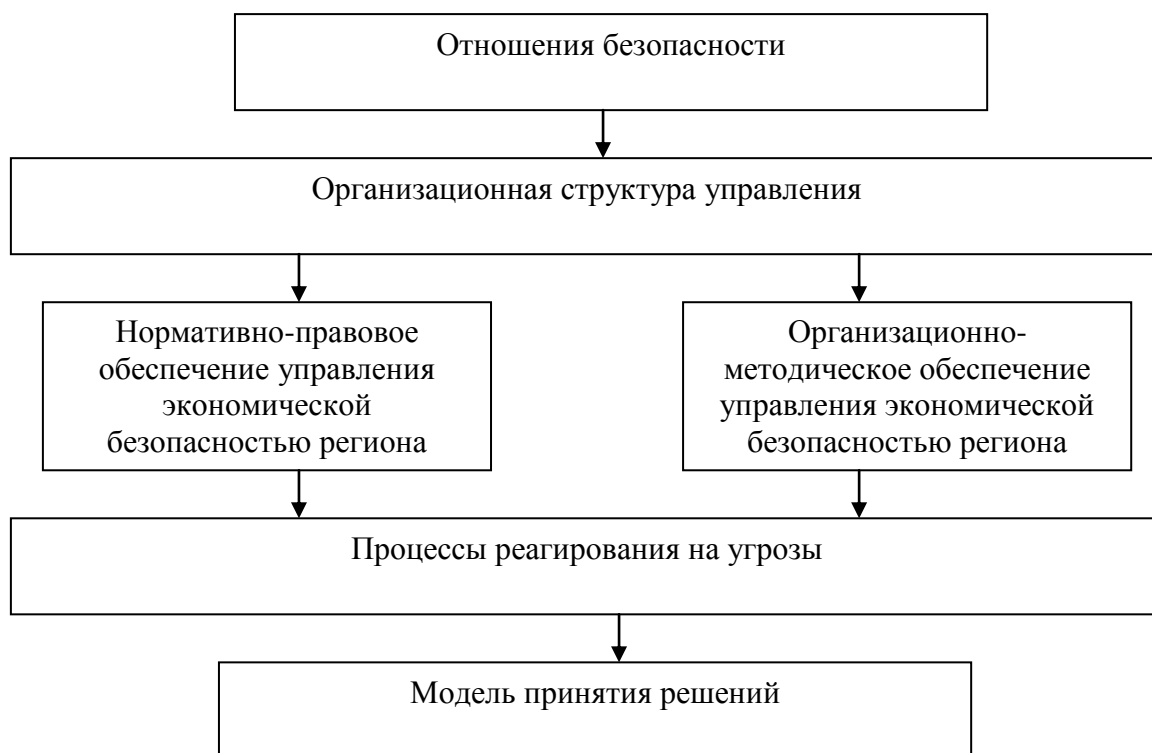 Отношения безопасности
Организационная структура управления
Нормативно-правовое
обеспечение управления
экономической
безопасностью региона
Организационно-
методическое обеспечение
управления экономической
безопасностью региона
Процессы реагирования на угрозы
Модель принятия решений